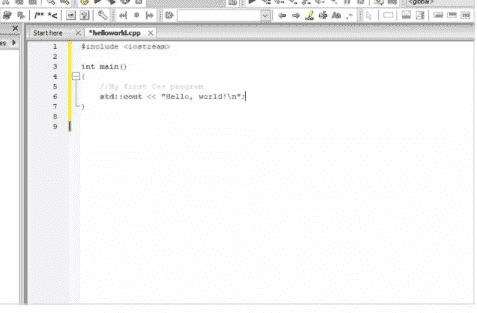 <global>
Start here × *helloworld.cpp ×
1 #include <iostream>
2
3 int main()
4 {
5 //My first C++ program
6 std::cout << "Hello, world!\n";
7 }
8
9